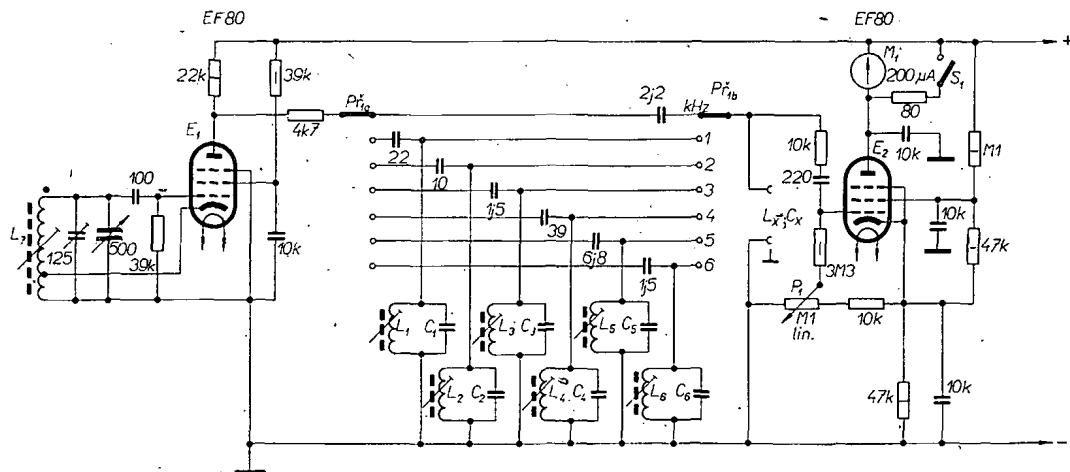 EF80
EF80
22k
39k
E1
4k7
Př1a
2j2
kHz
Př1b
Mi
200 μA
S1
80
+
22
10
1j5
39
6j8
1j5
1
2
3
4
5
6
10k
220
E2
10k
M1
100
L7
125
500
39k
10k
Lx; Cx
3M3
10k
47k
P1
M1
lin.
10k
L1
C1
L3
C3
L5
C5
L2
C2
L4
C4
L6
C6
47k
10k
-